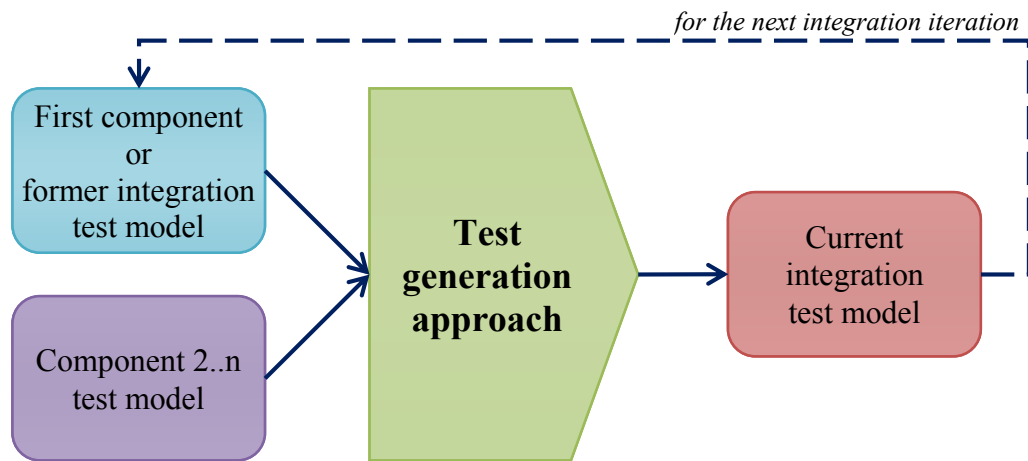 for the next integration iteration
First component
or
former integration
test model
Test
generation
approach
Current
integration
test model
Component 2..n
test model